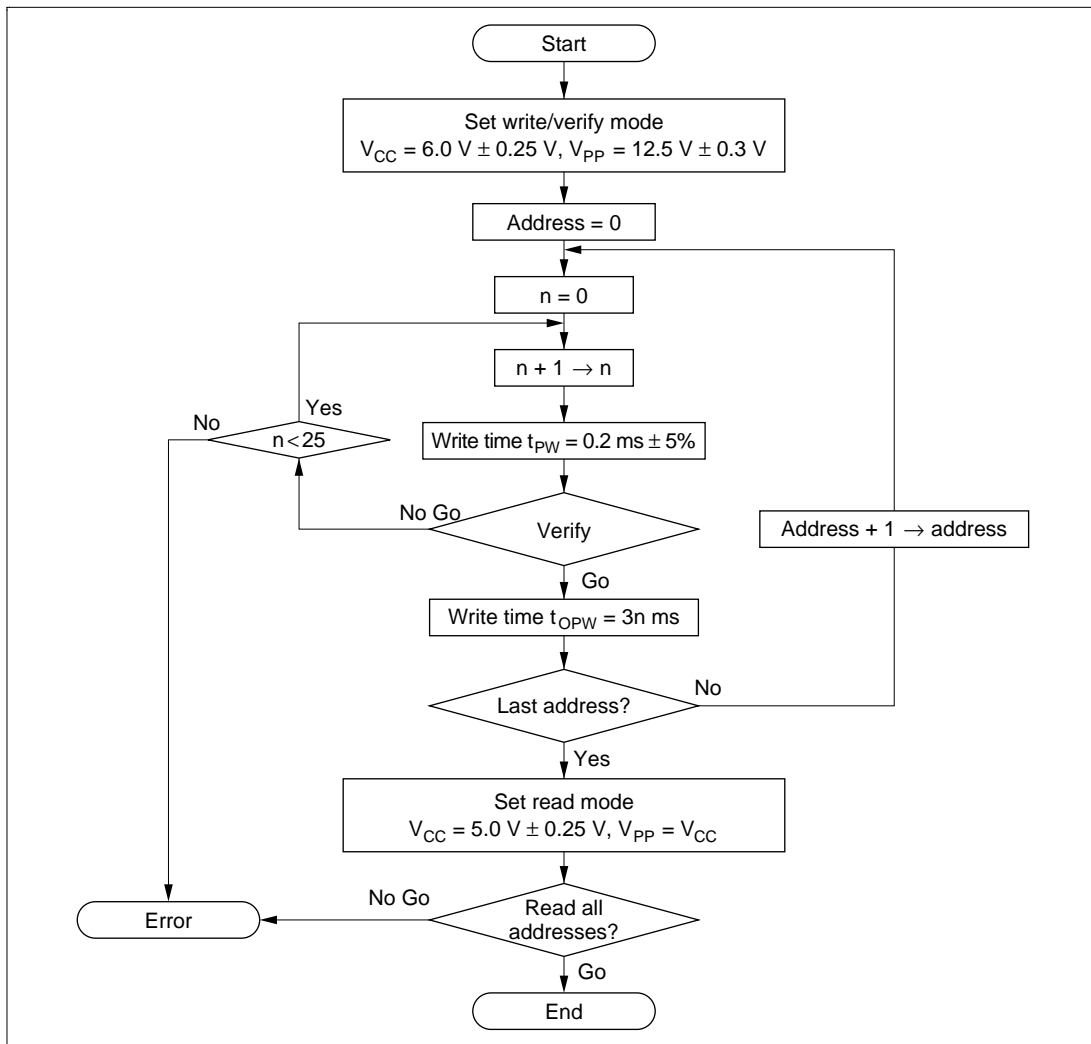 Start
Set write/verify mode
V_CC = 6.0 V ± 0.25 V, V_PP = 12.5 V ± 0.3 V
Address = 0
n = 0
n + 1 → n
Yes
No
n < 25
Write time t_PW = 0.2 ms ± 5%
No Go
Verify
Address + 1 → address
Go
Write time t_OPW = 3n ms
No
Last address?
Yes
Set read mode
V_CC = 5.0 V ± 0.25 V, V_PP = V_CC
No Go
Error
Read all
addresses?
Go
End